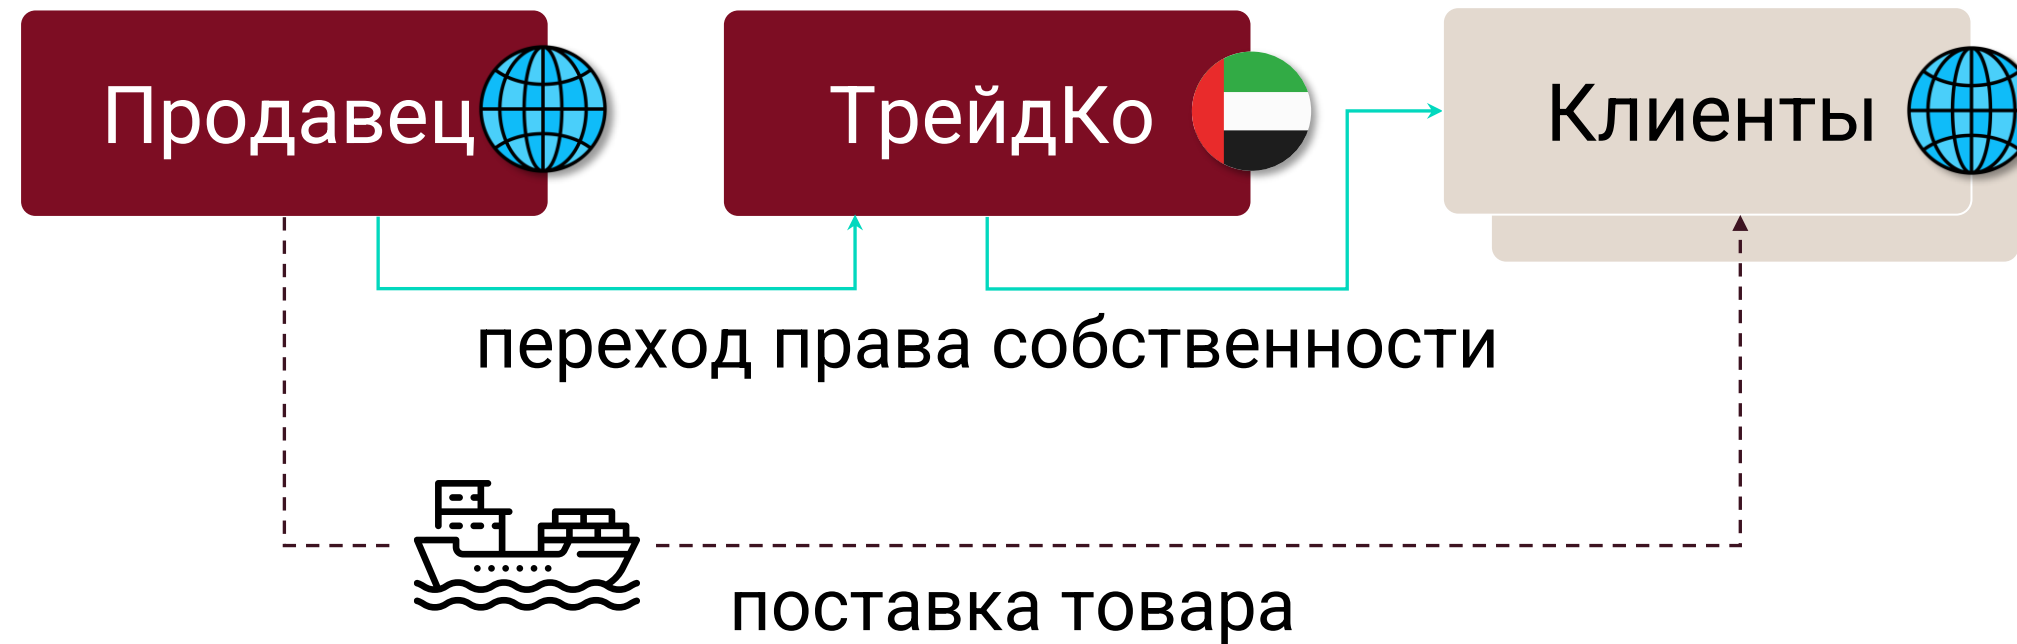 Продавец
ТрейдКо
Клиенты
переход права собственности
поставка товара